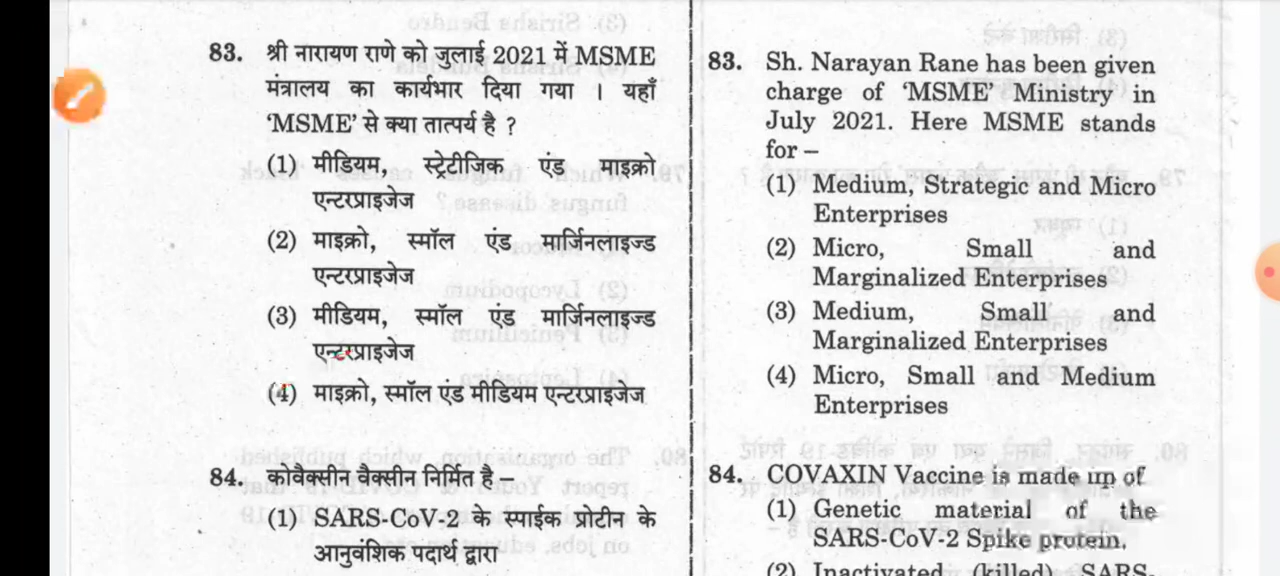 83. श्री नारायण राणे को जुलाई 2021 में MSME
मंत्रालय का कार्यभार दिया गया । यहाँ
‘MSME’ से क्या तात्पर्य है ?
(1) मीडियम, स्ट्रेटीजिक एंड माइक्रो
एन्टरप्राइजेज
(2) माइक्रो, स्मॉल एंड मार्जिनलाइज्ड
एन्टरप्राइजेज
(3) मीडियम, स्मॉल एंड मार्जिनलाइज्ड
एन्टरप्राइजेज
(4) माइक्रो, स्मॉल एंड मीडियम एन्टरप्राइजेज
84. कोवैक्सीन वैक्सीन निर्मित है –
(1) SARS-CoV-2 के स्पाईक प्रोटीन के
आनुवंशिक पदार्थ द्वारा
83. Sh. Narayan Rane has been given
charge of ‘MSME’ Ministry in
July 2021. Here MSME stands
for –
(1) Medium, Strategic and Micro
Enterprises
(2) Micro, Small and
Marginalized Enterprises
(3) Medium, Small and
Marginalized Enterprises
(4) Micro, Small and Medium
Enterprises
84. COVAXIN Vaccine is made up of
(1) Genetic material of the
SARS-CoV-2 Spike protein.
(2) Inactivated (killed) SARS-